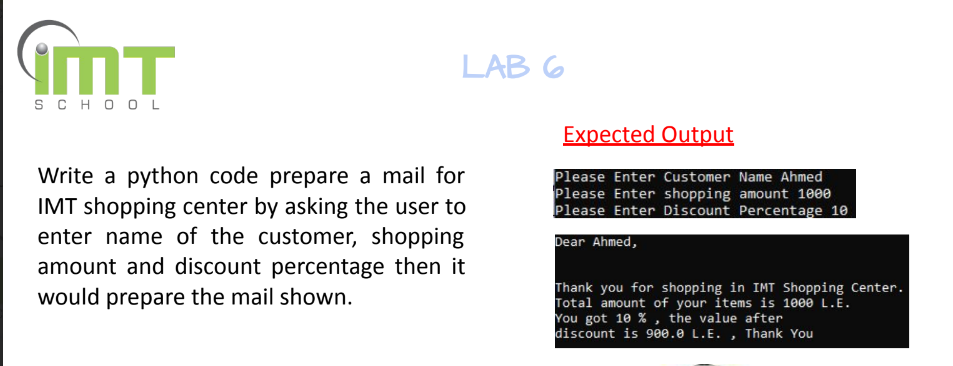 IMT
SCHOOL
LAB 6
Write a python code prepare a mail for
IMT shopping center by asking the user to
enter name of the customer, shopping
amount and discount percentage then it
would prepare the mail shown.
Expected Output
Please Enter Customer Name Ahmed
Please Enter shopping amount 1000
Please Enter Discount Percentage 10
Dear Ahmed,
Thank you for shopping in IMT Shopping Center.
Total amount of your items is 1000 L.E.
You got 10 % , the value after
discount is 900.0 L.E. , Thank You